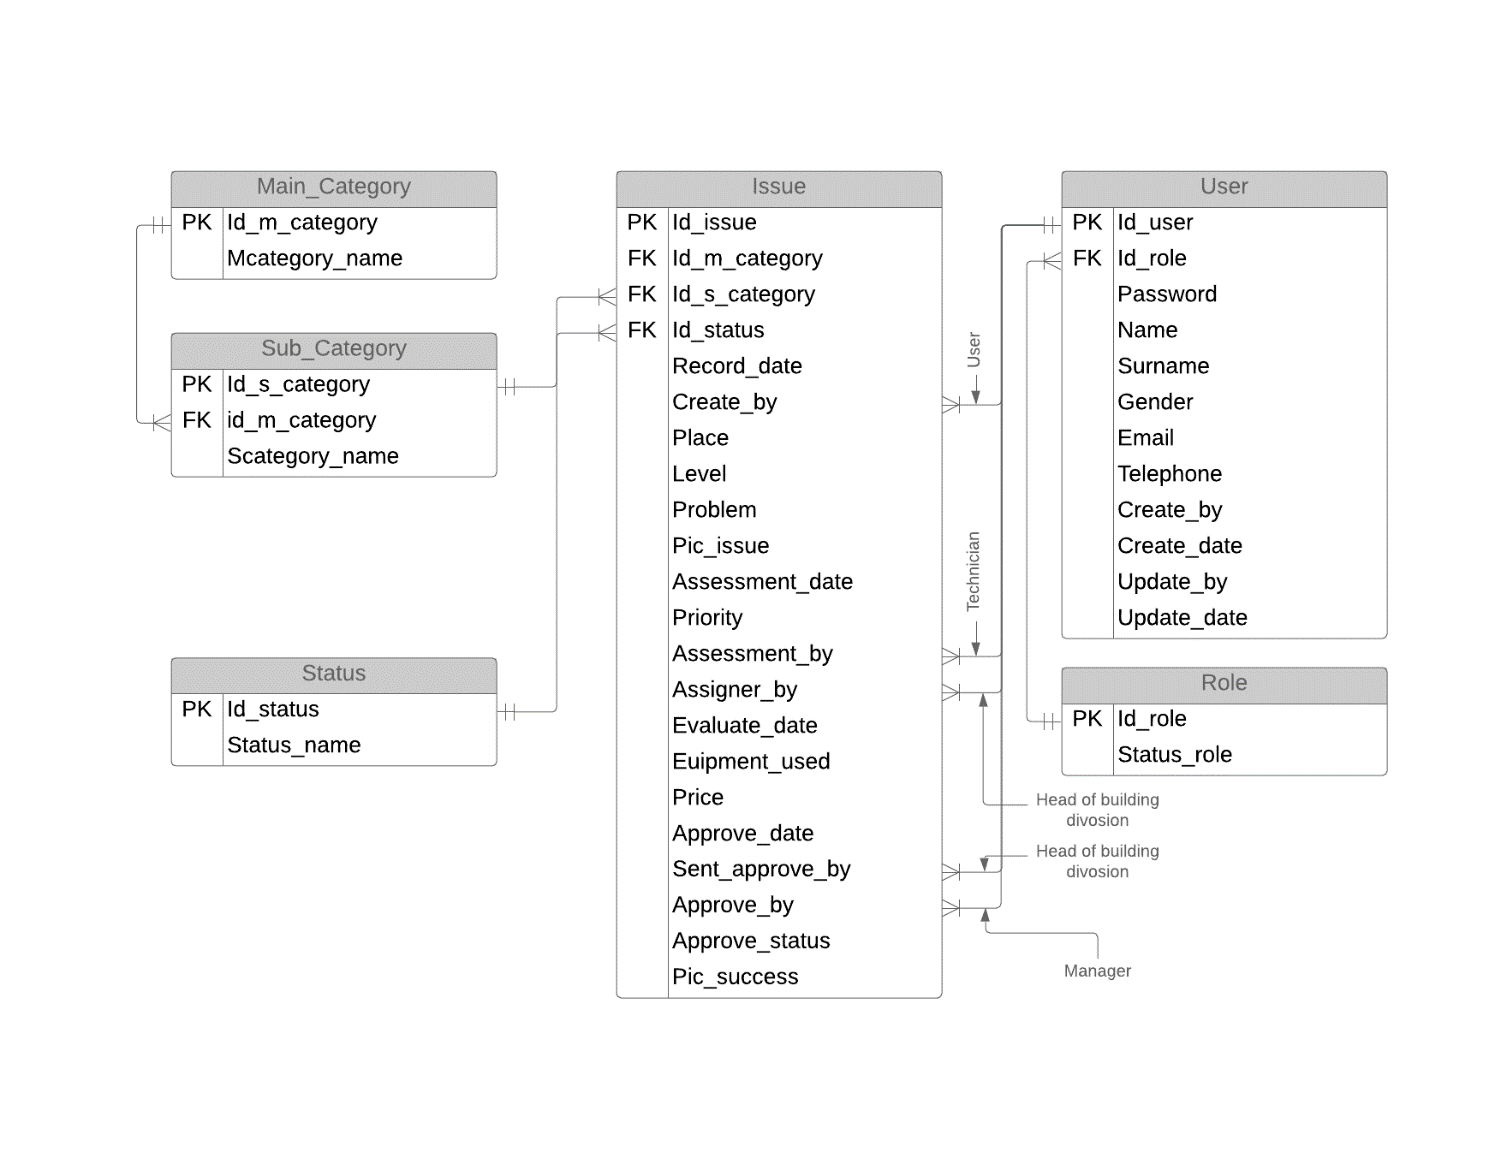 Main_Category
PK Id_m_category
Mcategory_name
Sub_Category
PK Id_s_category
FK id_m_category
Scategory_name
Status
PK Id_status
Status_name
Issue
PK Id_issue
FK Id_m_category
FK Id_s_category
FK Id_status
Record_date
Create_by
Place
Level
Problem
Pic_issue
Assessment_date
Priority
Assessment_by
Assigner_by
Evaluate_date
Euipment_used
Price
Approve_date
Sent_approve_by
Approve_by
Approve_status
Pic_success
User
Technician
User
PK Id_user
FK Id_role
Password
Name
Surname
Gender
Email
Telephone
Create_by
Create_date
Update_by
Update_date
Role
PK Id_role
Status_role
Head of building
divosion
Head of building
divosion
Manager